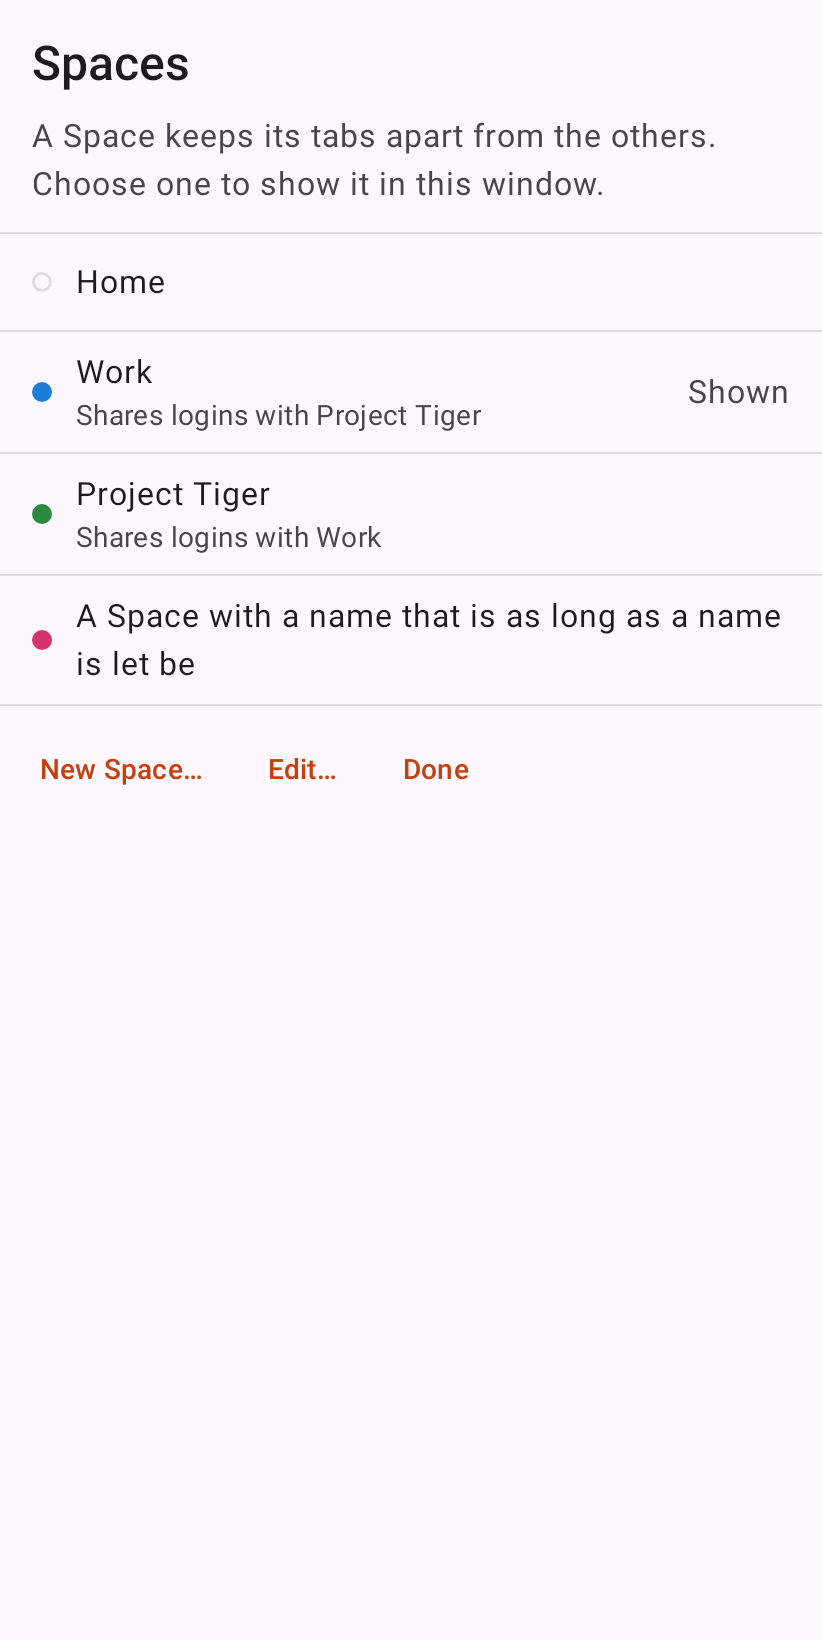 Spaces
A Space keeps its tabs apart from the others.
Choose one to show it in this window.
Home
Work
Shares logins with Project Tiger
Shown
Project Tiger
Shares logins with Work
A Space with a name that is as long as a name
is let be
New Space…
Edit…
Done